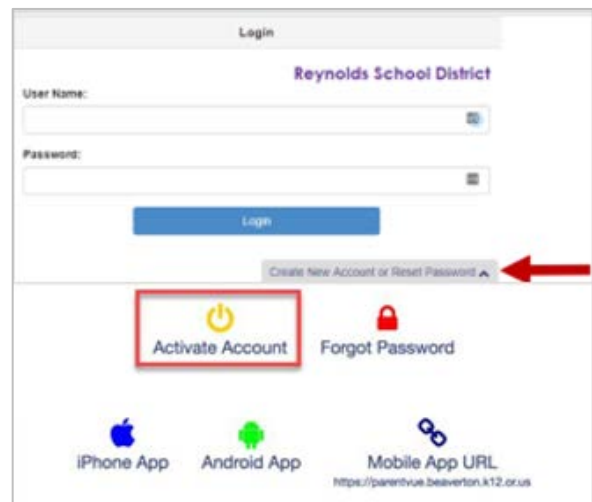 Login
Reynolds School District
User Name:
Password:
Login
Create New Account or Reset Password
Activate Account
Forgot Password
iPhone App
Android App
Mobile App URL
https://parentvue.beaverton.k12.or.us